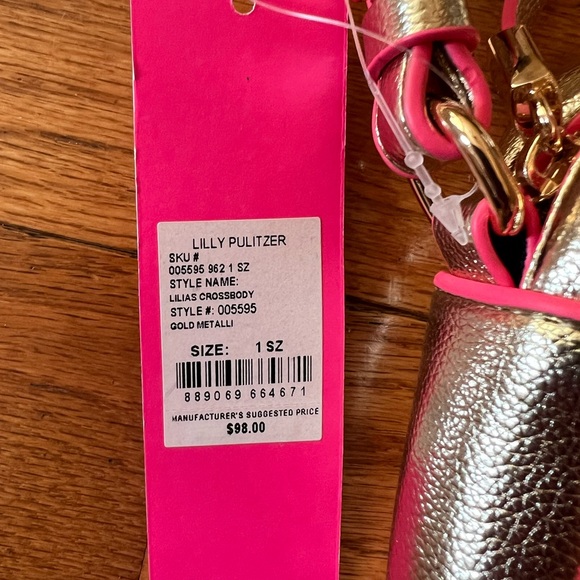 LILLY PULITZER
SKU #
005595 962 1 SZ
STYLE NAME:
LILIAS CROSSBODY
STYLE #: 005595
GOLD METALLI
SIZE: 1 SZ
889069 664671
MANUFACTURER'S SUGGESTED PRICE
$98.00